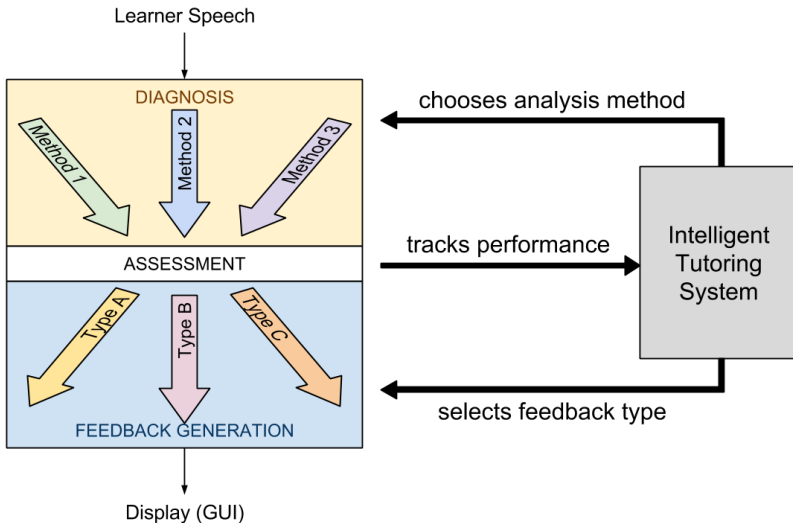 Learner Speech
DIAGNOSIS
Method 1
Method 2
Method 3
ASSESSMENT
Type A
Type B
Type C
FEEDBACK GENERATION
Display (GUI)
chooses analysis method
tracks performance
selects feedback type
Intelligent
Tutoring
System